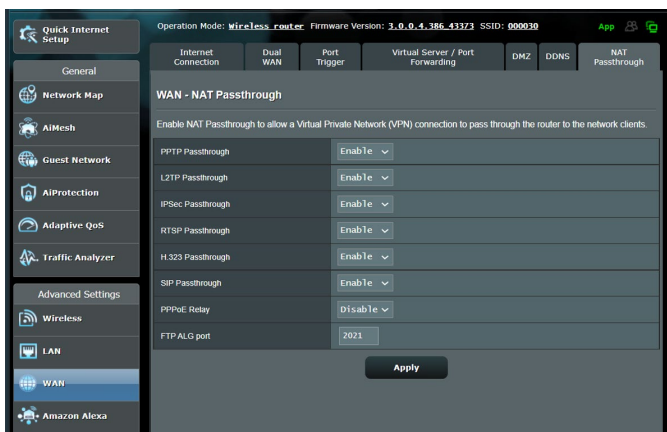 Quick Internet
Setup
Operation Mode: Wireless router Firmware Version: 3.0.0.4.386_43373 SSID: 000030
App
Internet
Connection
Dual
WAN
Port
Trigger
Virtual Server / Port
Forwarding
DMZ
DDNS
NAT
Passthrough
General
Network Map
AiMesh
Guest Network
AiProtection
Adaptive QoS
Traffic Analyzer
Advanced Settings
Wireless
LAN
WAN
Amazon Alexa
WAN - NAT Passthrough
Enable NAT Passthrough to allow a Virtual Private Network (VPN) connection to pass through the router to the network clients.
PPTP Passthrough Enable
L2TP Passthrough Enable
IPSec Passthrough Enable
RTSP Passthrough Enable
H.323 Passthrough Enable
SIP Passthrough Enable
PPPoE Relay Disable
FTP ALG port 2021
Apply